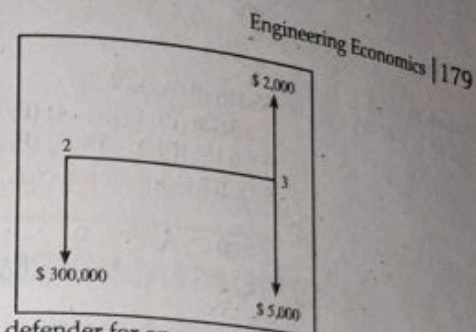 Engineering Economics | 179
$ 2,000
2
3
$ 300,000
$ 5,000
defender for